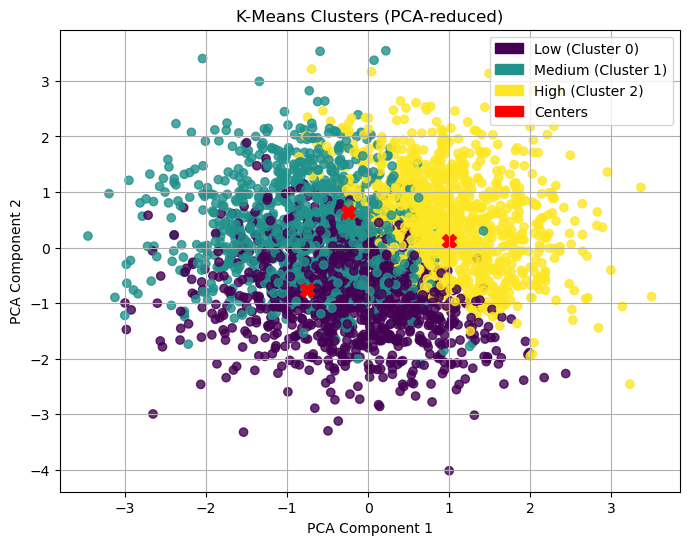 K-Means Clusters (PCA-reduced)
Low (Cluster 0)
Medium (Cluster 1)
High (Cluster 2)
Centers
PCA Component 2
3
2
1
0
−1
−2
−3
−4
−3
−2
−1
0
1
2
3
PCA Component 1